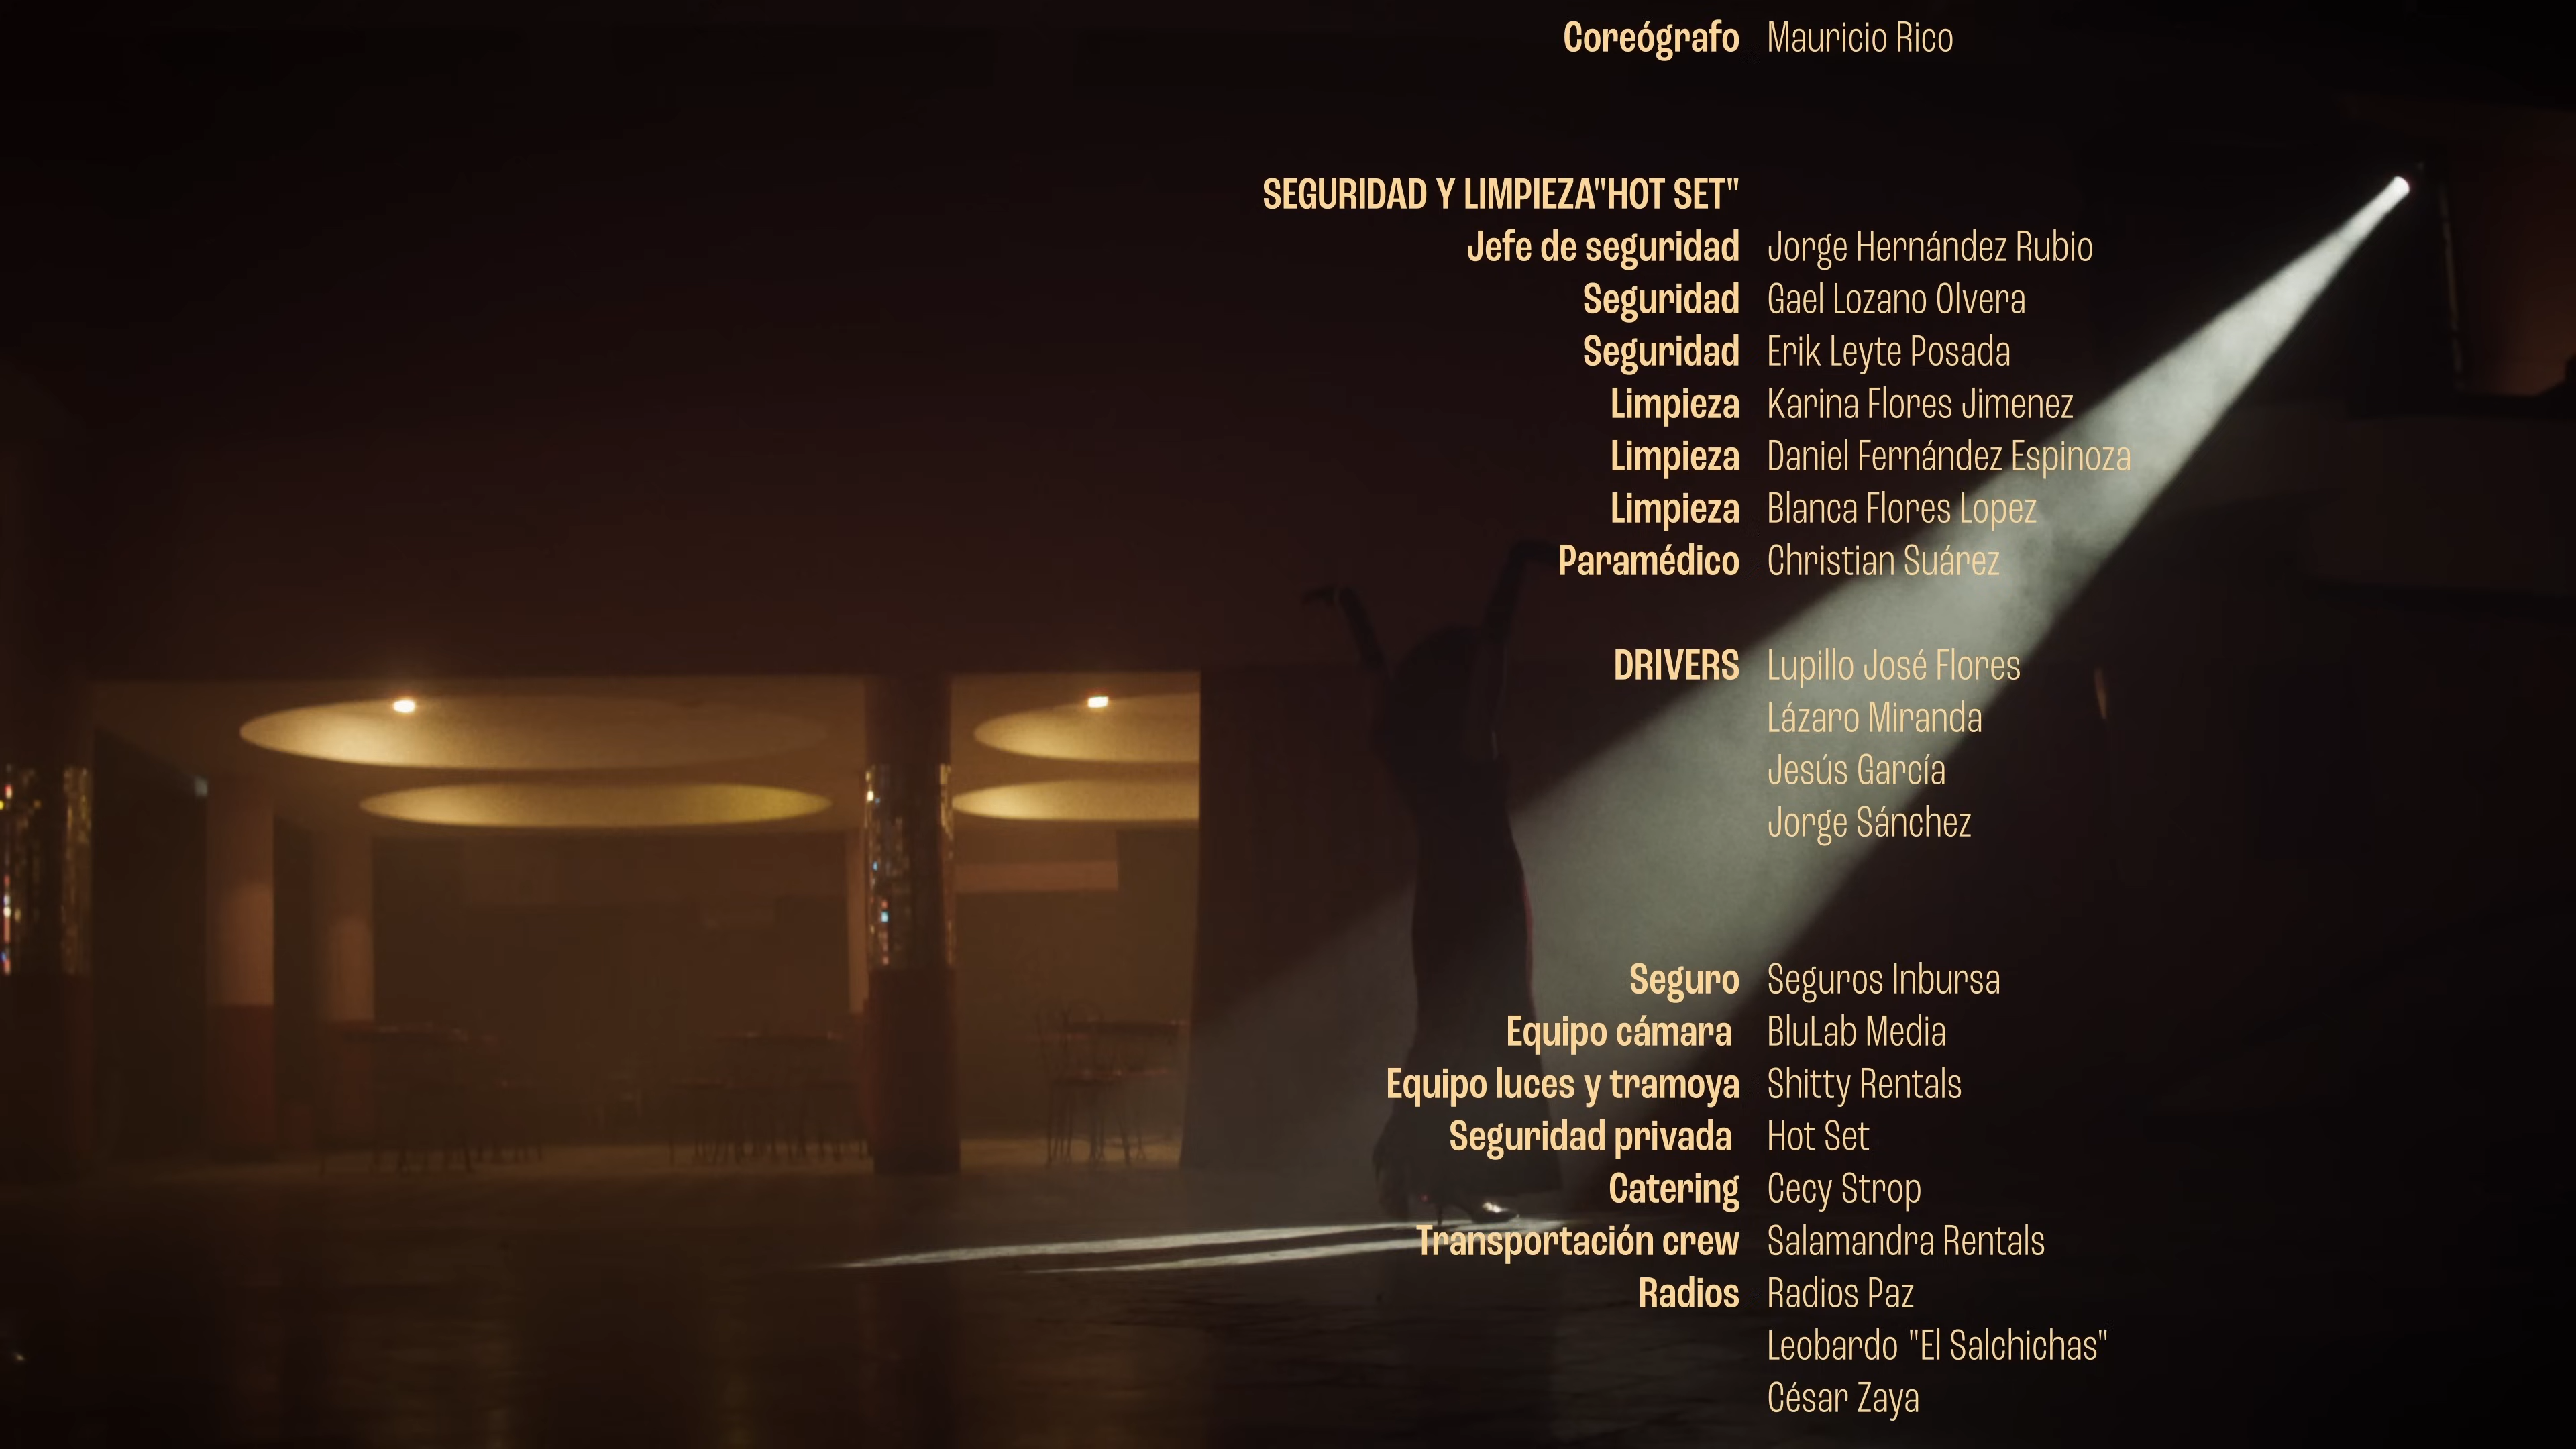 Coreógrafo Mauricio Rico
SEGURIDAD Y LIMPIEZA"HOT SET"
Jefe de seguridad Jorge Hernández Rubio
Seguridad Gael Lozano Olvera
Seguridad Erik Leyte Posada
Limpieza Karina Flores Jimenez
Limpieza Daniel Fernández Espinoza
Limpieza Blanca Flores Lopez
Paramédico Christian Suárez
DRIVERS Lupillo José Flores
Lázaro Miranda
Jesús García
Jorge Sánchez
Seguro Seguros Inbursa
Equipo cámara BluLab Media
Equipo luces y tramoya Shitty Rentals
Seguridad privada Hot Set
Catering Cecy Strop
Transportación crew Salamandra Rentals
Radios Radios Paz
Leobardo "El Salchichas"
César Zaya